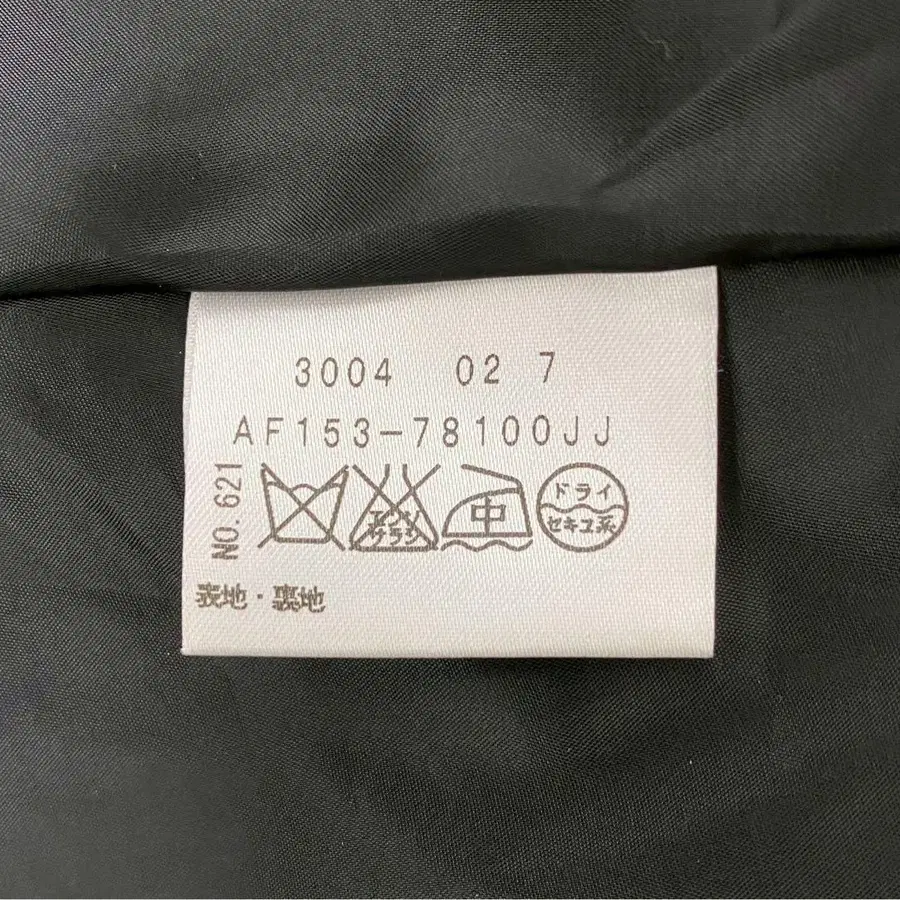 3004 02 7
AF153-78100JJ
NO.621
エンソ
サラシ
中
ドライ
セキユ系
表地・裏地